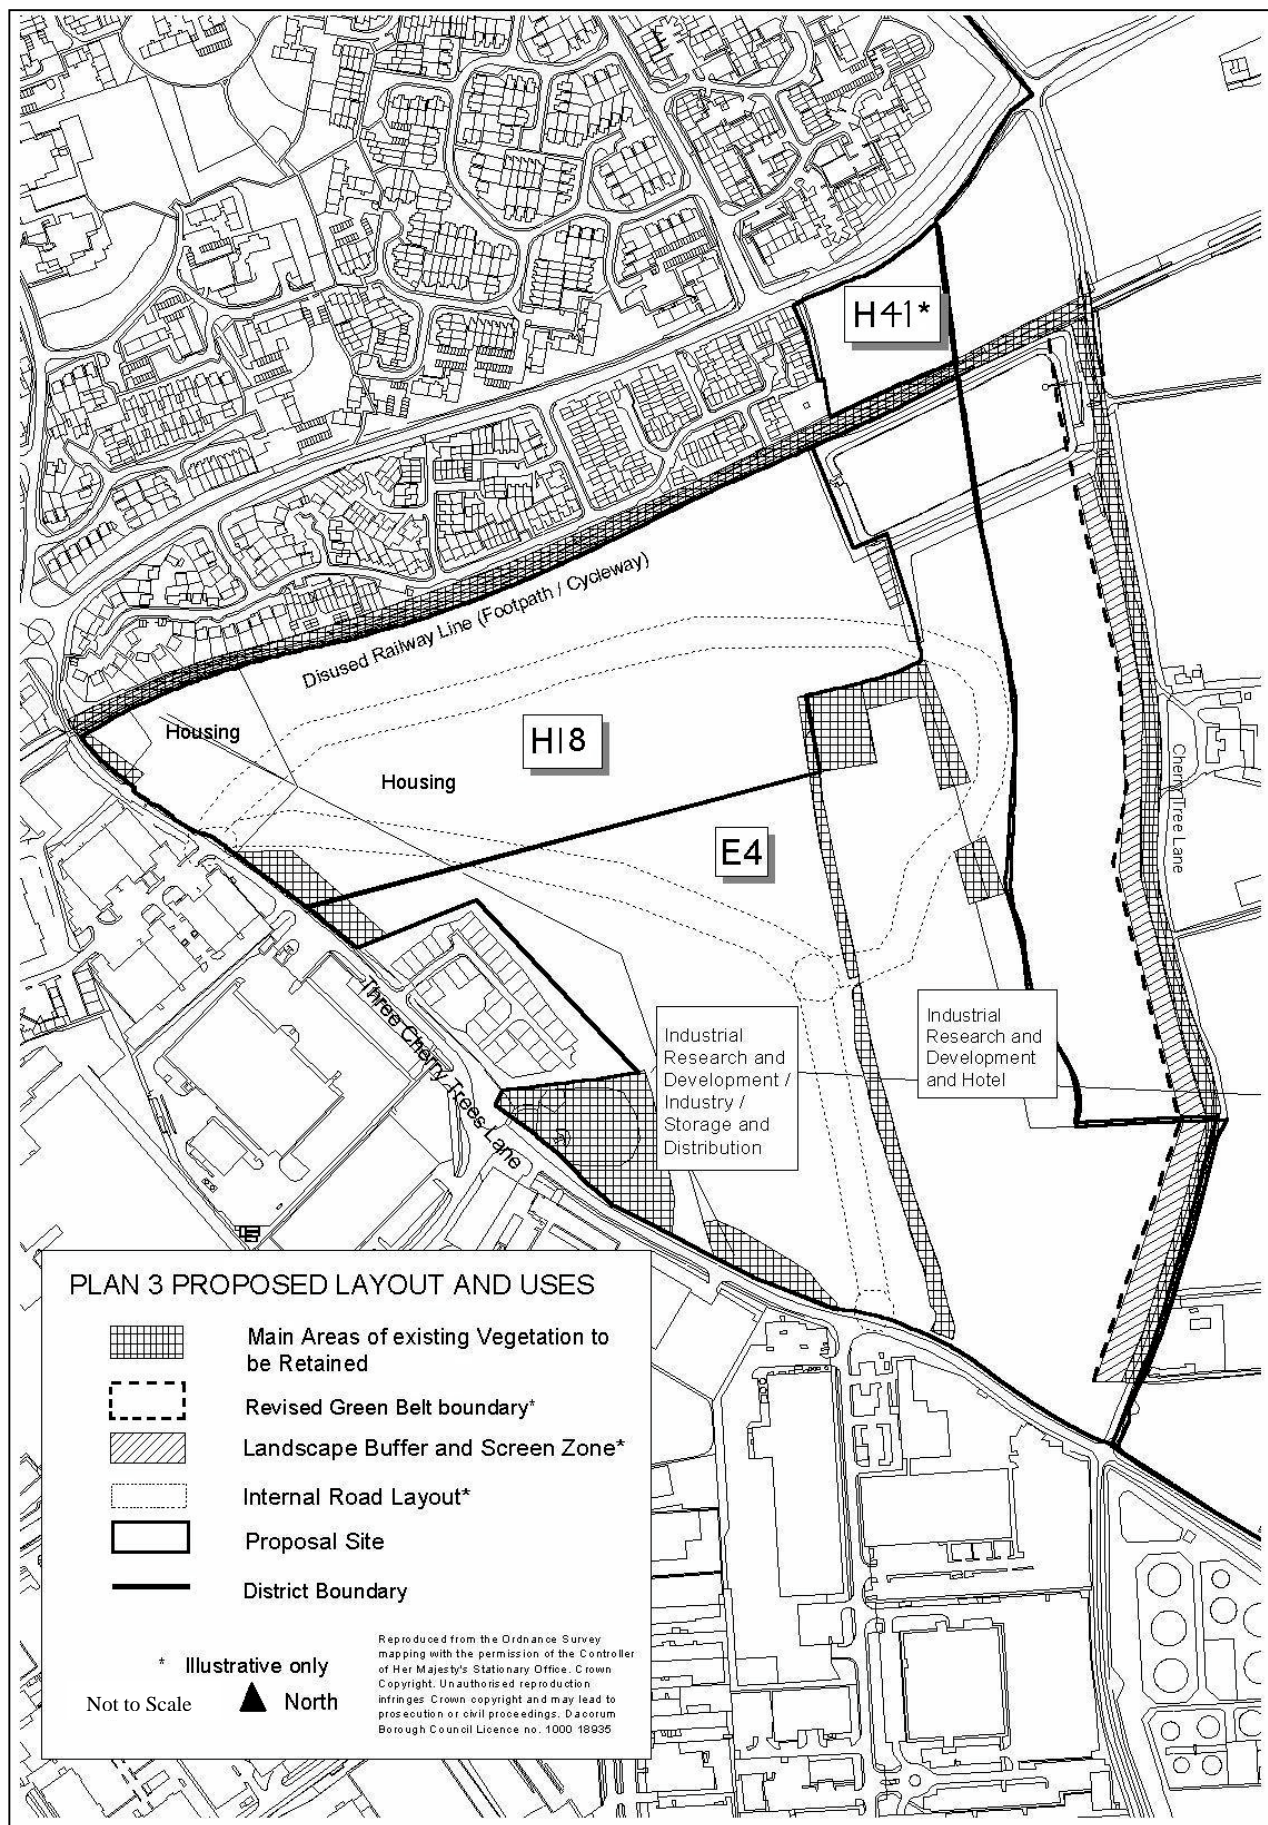 H41*
Disused Railway Line (Footpath / Cycleway)
Housing
H18
Housing
Cherry Tree Lane
E4
Three Cherry Trees Lane
Industrial
Research and
Development /
Industry /
Storage and
Distribution
Industrial
Research and
Development
and Hotel
PLAN 3 PROPOSED LAYOUT AND USES
Main Areas of existing Vegetation to
be Retained
Revised Green Belt boundary*
Landscape Buffer and Screen Zone*
Internal Road Layout*
Proposal Site
District Boundary
* Illustrative only
Not to Scale
North
Reproduced from the Ordnance Survey
mapping with the permission of the Controller
of Her Majesty's Stationary Office. Crown
Copyright. Unauthorised reproduction
infringes Crown copyright and may lead to
prosecution or civil proceedings. Dacorum
Borough Council Licence no. 1000 18935